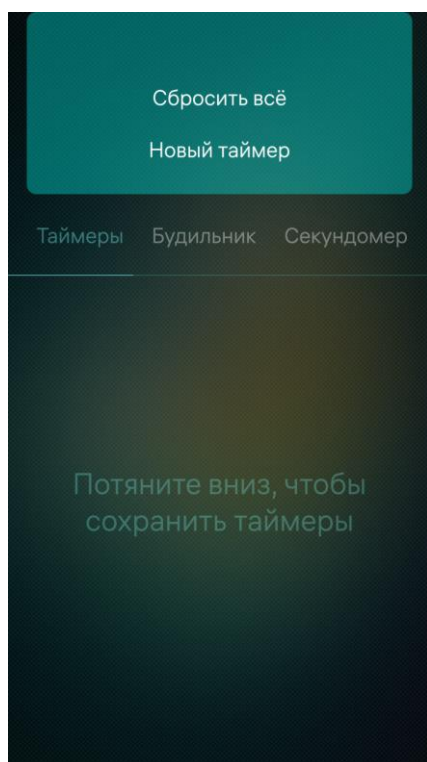 Сбросить всё
Новый таймер
Таймеры Будильник Секундомер
Потяните вниз, чтобы
сохранить таймеры